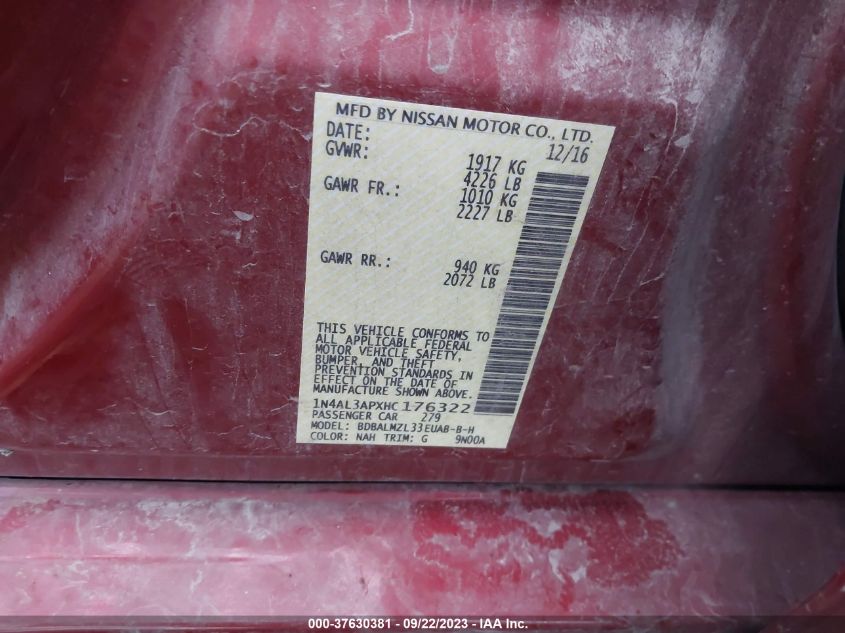 MFD BY NISSAN MOTOR CO., LTD.
DATE: 12/16
GVWR: 1917 KG
4226 LB
GAWR FR.: 1010 KG
2227 LB
GAWR RR.: 940 KG
2072 LB
THIS VEHICLE CONFORMS TO
ALL APPLICABLE FEDERAL
MOTOR VEHICLE SAFETY,
BUMPER, AND THEFT
PREVENTION STANDARDS IN
EFFECT ON THE DATE OF
MANUFACTURE SHOWN ABOVE.
1N4AL3APXHC176322
PASSENGER CAR 279
MODEL: BDBALMZL33EUAB-B-H
COLOR: NAH TRIM: G 9N00A
000-37630381 - 09/22/2023 - IAA Inc.